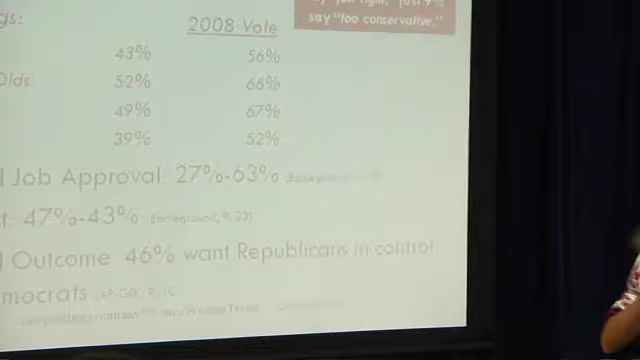 gs:
2008 Vote
say "too conservative."
43% 56%
Olds: 52% 66%
49% 67%
39% 52%
l Job Approval 27%-63%
t 47%-43% (Battleground, 9/23)
l Outcome 46% want Republicans in control,
mocrats